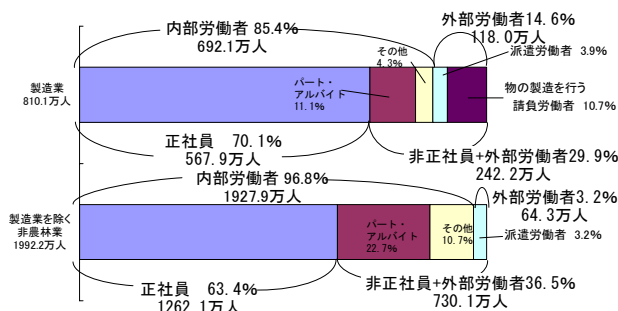 内部労働者 85.4%
692.1万人
外部労働者14.6%
118.0万人
その他
4.3%
派遣労働者 3.9%
製造業
810.1万人
パート・
アルバイト
11.1%
物の製造を行う
請負労働者 10.7%
正社員 70.1%
567.9万人
非正社員+外部労働者29.9%
242.2万人
内部労働者 96.8%
1927.9万人
外部労働者3.2%
64.3万人
製造業を除く
非農林業
1992.2万人
パート・
アルバイト
22.7%
その他
10.7%
派遣労働者 3.2%
正社員 63.4%
1262.1万人
非正社員+外部労働者36.5%
730.1万人